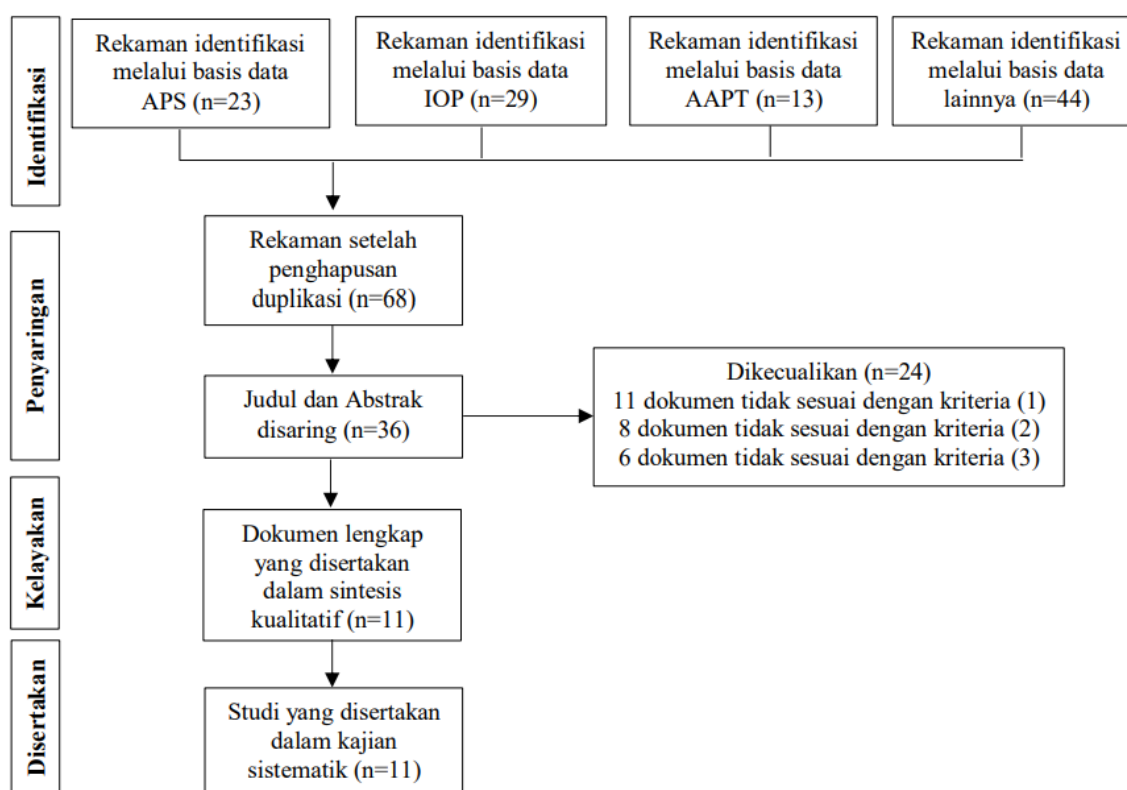 Identifikasi
Rekaman identifikasi
melalui basis data
APS (n=23)
Rekaman identifikasi
melalui basis data
IOP (n=29)
Rekaman identifikasi
melalui basis data
AAPT (n=13)
Rekaman identifikasi
melalui basis data
lainnya (n=44)
Penyaringan
Rekaman setelah
penghapusan
duplikasi (n=68)
Judul dan Abstrak
disaring (n=36)
Dikecualikan (n=24)
11 dokumen tidak sesuai dengan kriteria (1)
8 dokumen tidak sesuai dengan kriteria (2)
6 dokumen tidak sesuai dengan kriteria (3)
Kelayakan
Dokumen lengkap
yang disertakan
dalam sintesis
kualitatif (n=11)
Disertakan
Studi yang disertakan
dalam kajian
sistematik (n=11)